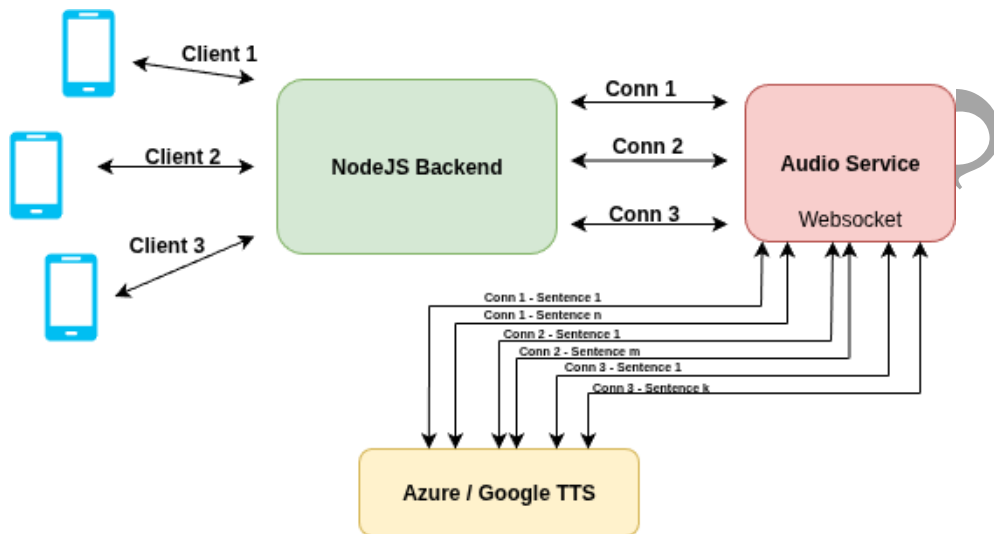 Client 1
Client 2
Client 3
NodeJS Backend
Conn 1
Conn 2
Conn 3
Audio Service
Websocket
Conn 1 - Sentence 1
Conn 1 - Sentence n
Conn 2 - Sentence 1
Conn 2 - Sentence m
Conn 3 - Sentence 1
Conn 3 - Sentence k
Azure / Google TTS